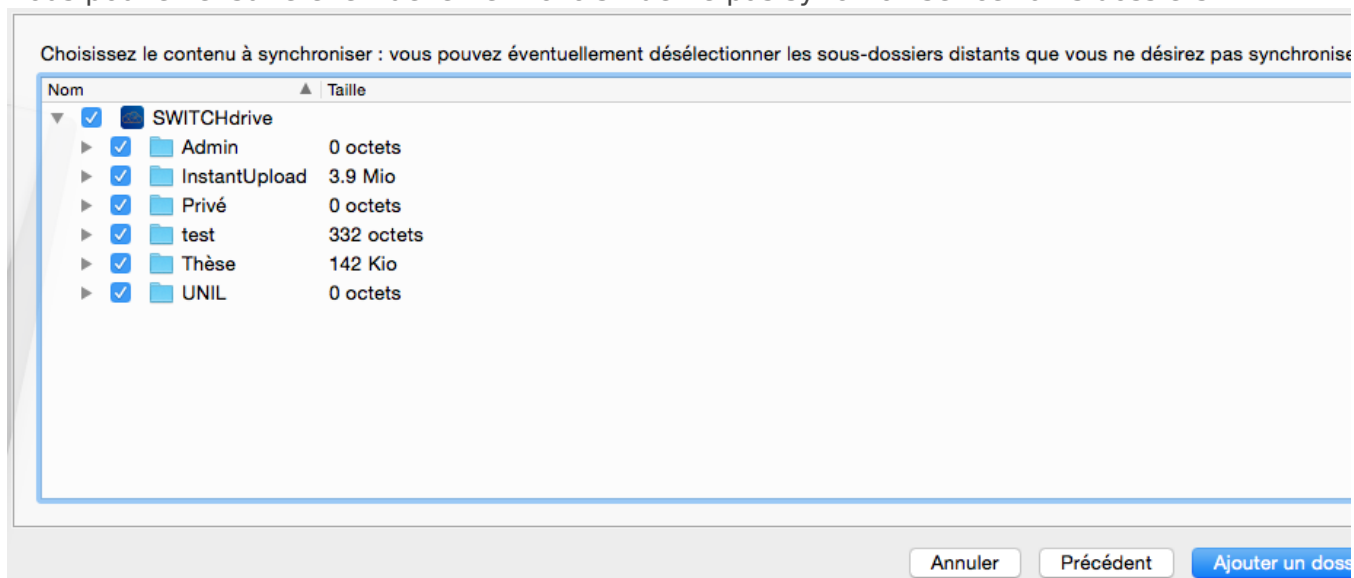 Choisissez le contenu à synchroniser : vous pouvez éventuellement désélectionner les sous-dossiers distants que vous ne désirez pas synchronise
Nom Taille
SWITCHdrive
Admin 0 octets
InstantUpload 3.9 Mio
Privé 0 octets
test 332 octets
Thèse 142 Kio
UNIL 0 octets
Annuler Précédent Ajouter un doss